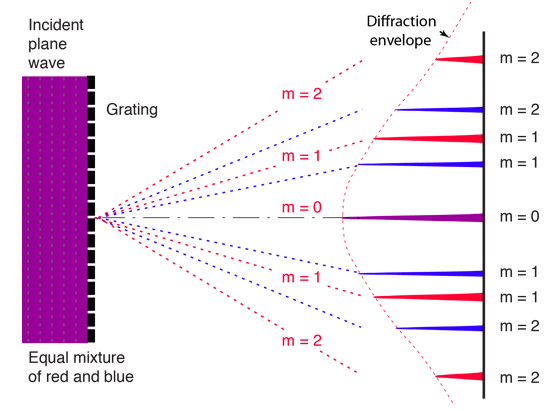 Incident
plane
wave
Grating
Equal mixture
of red and blue
Diffraction
envelope
m = 2
m = 1
m = 0
m = 1
m = 2
m = 2
m = 2
m = 1
m = 1
m = 0
m = 1
m = 1
m = 2
m = 2